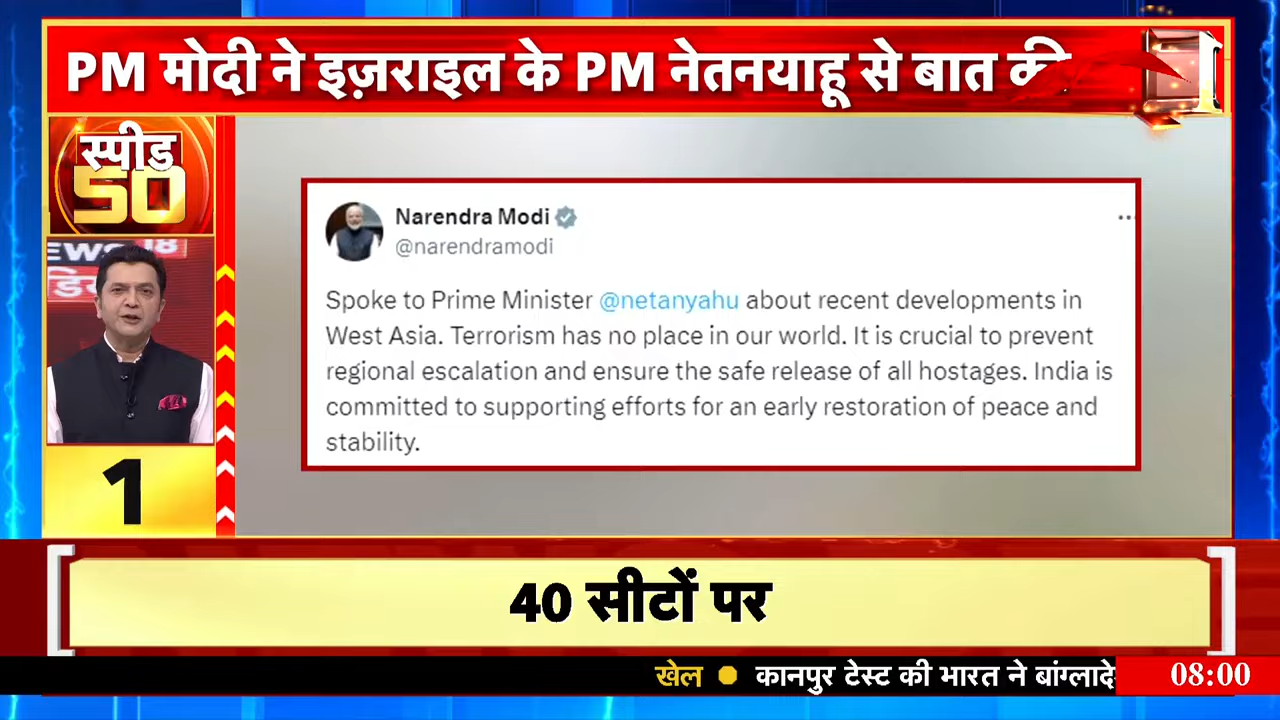 PM मोदी ने इज़राइल के PM नेतनयाहू से बात की
1
स्पीड
50
Narendra Modi
@narendramodi
Spoke to Prime Minister @netanyahu about recent developments in
West Asia. Terrorism has no place in our world. It is crucial to prevent
regional escalation and ensure the safe release of all hostages. India is
committed to supporting efforts for an early restoration of peace and
stability.
18
1
40 सीटों पर
खेल
कानपुर टेस्ट की भारत ने
08:00